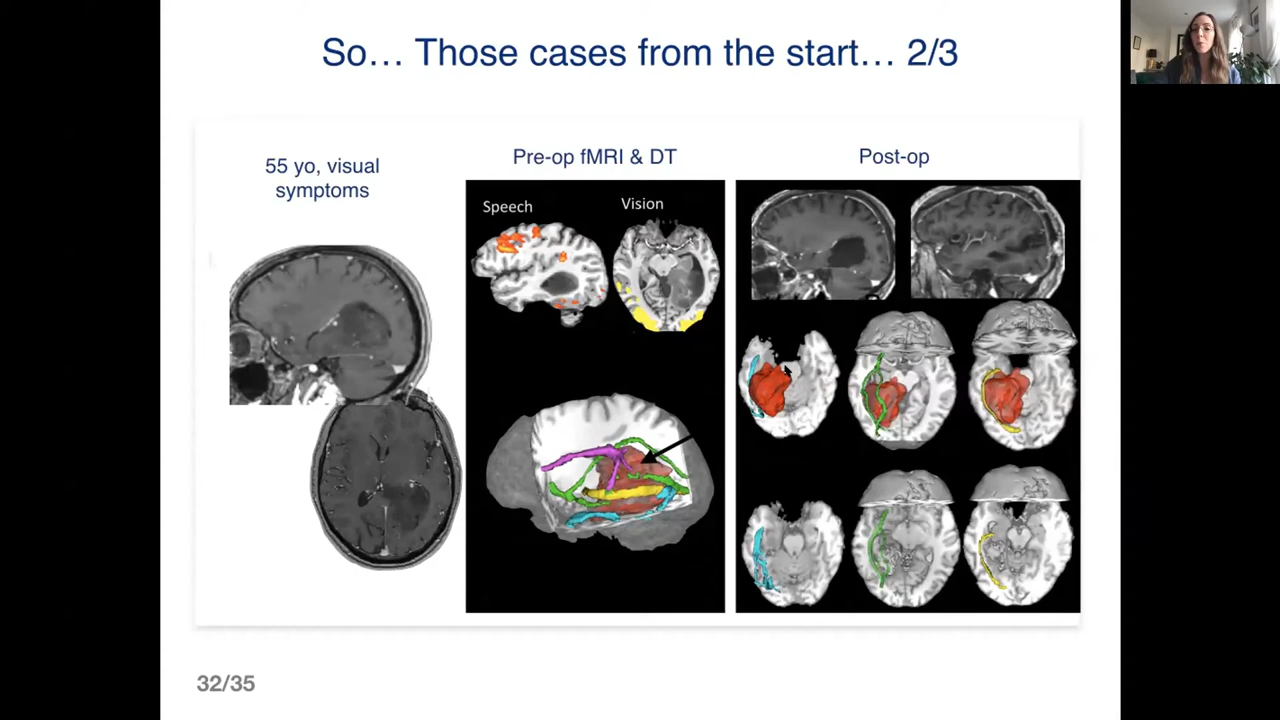 So… Those cases from the start… 2/3
55 yo, visual
symptoms
Pre-op fMRI & DT
Speech
Vision
Post-op
32/35